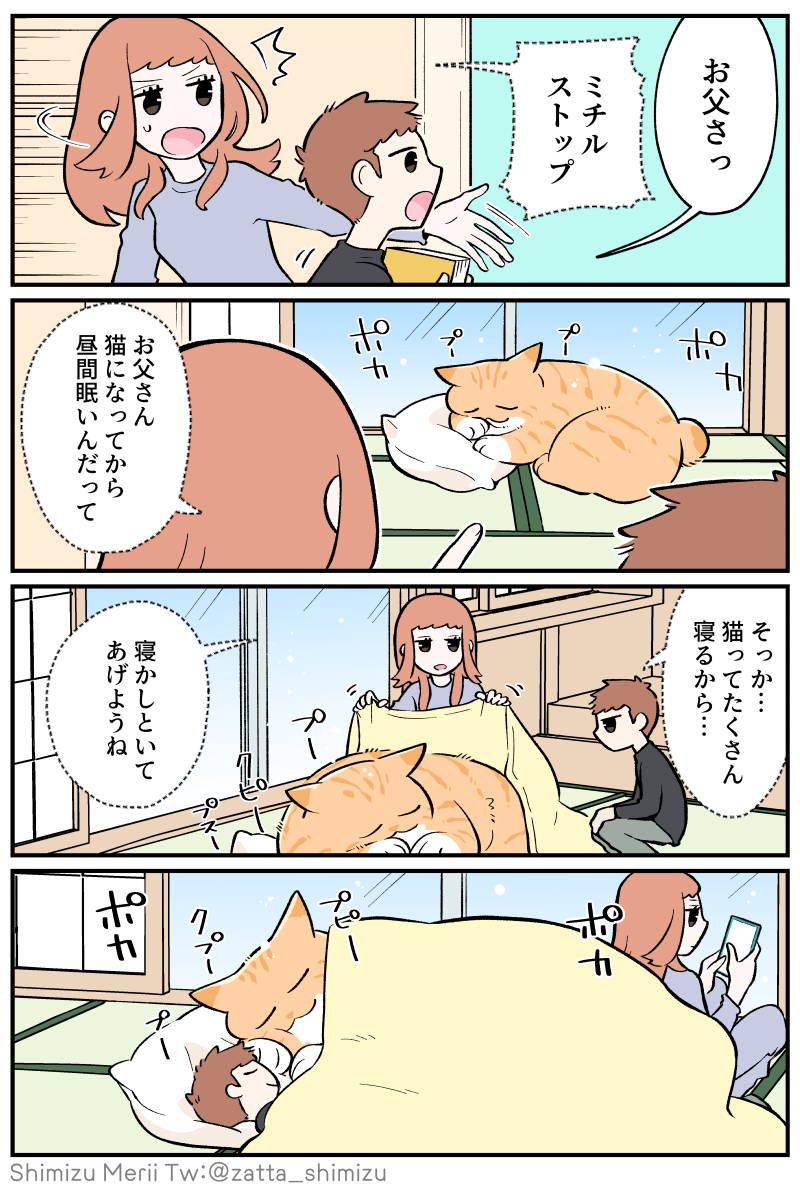 お父さっ
ミチル
ストップ
ポカ
プー
プー
ポカ
お父さん
猫になってから
昼間眠いんだって
そっか…
猫ってたくさん
寝るから…
プー
クピー
プスー
寝かしといて
あげようね
ポカ
プピー
クプー
ポカ
プー
Shimizu Merii Tw:@zatta_shimizu